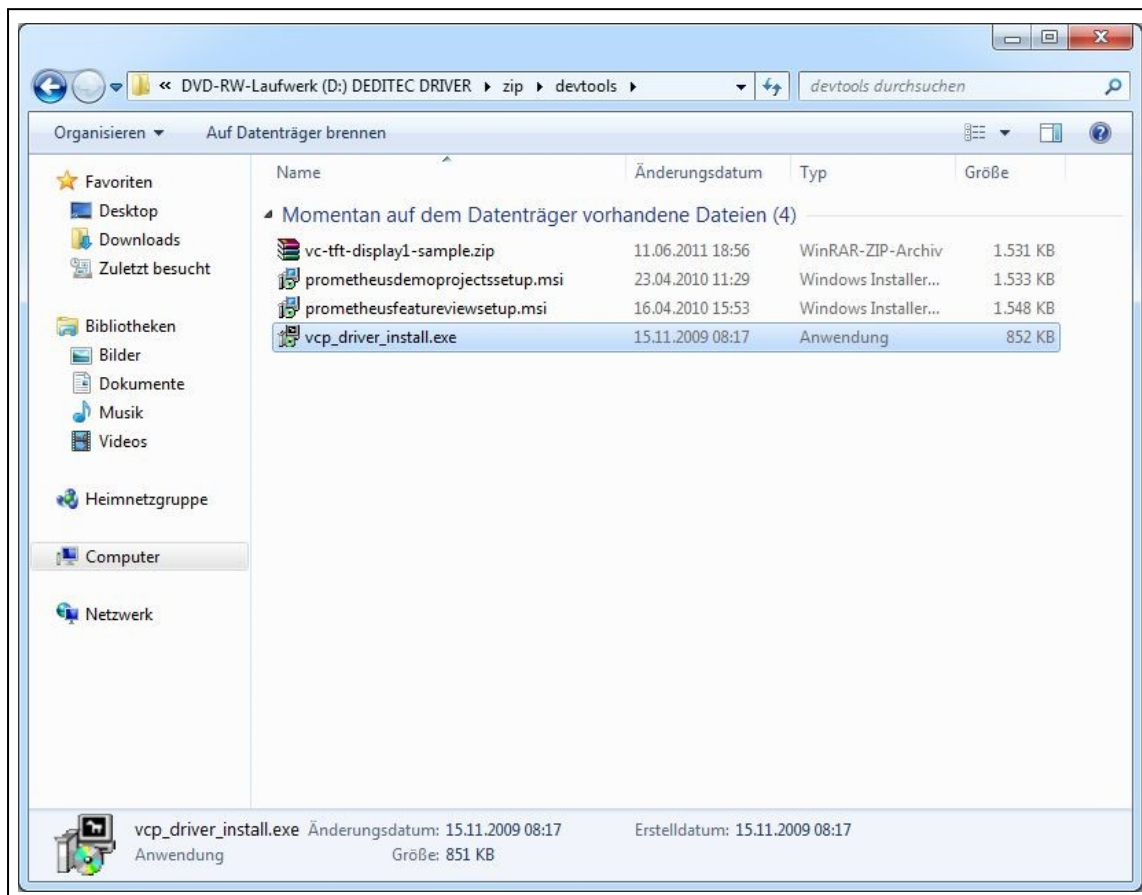 « DVD-RW-Laufwerk (D:) DEDITEC DRIVER ▸ zip ▸ devtools ▸
devtools durchsuchen
Organisieren
Auf Datenträger brennen
Favoriten
Desktop
Downloads
Zuletzt besucht
Bibliotheken
Bilder
Dokumente
Musik
Videos
Heimnetzgruppe
Computer
Netzwerk
Name Änderungsdatum Typ Größe
Momentan auf dem Datenträger vorhandene Dateien (4)
vc-tft-display1-sample.zip 11.06.2011 18:56 WinRAR-ZIP-Archiv 1.531 KB
prometheusdemoprojectssetup.msi 23.04.2010 11:29 Windows Installer... 1.533 KB
prometheusfeatureviewsetup.msi 16.04.2010 15:53 Windows Installer... 1.548 KB
vcp_driver_install.exe 15.11.2009 08:17 Anwendung 852 KB
vcp_driver_install.exe Änderungsdatum: 15.11.2009 08:17 Erstelldatum: 15.11.2009 08:17
Anwendung Größe: 851 KB